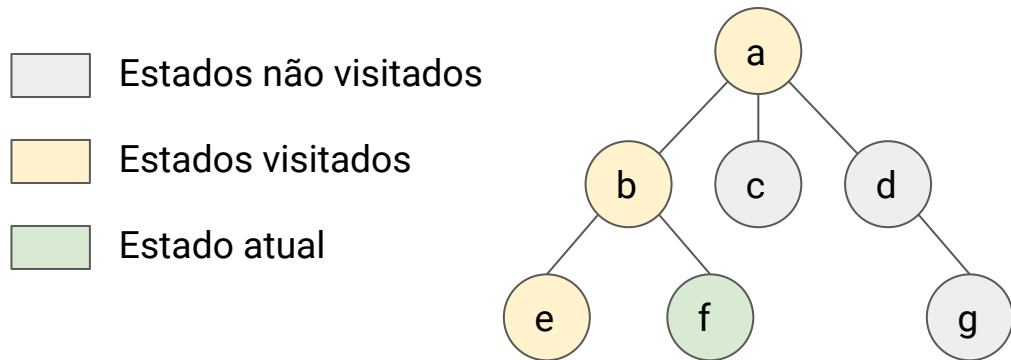 Estados não visitados
Estados visitados
Estado atual
a
b
c
d
e
f
g